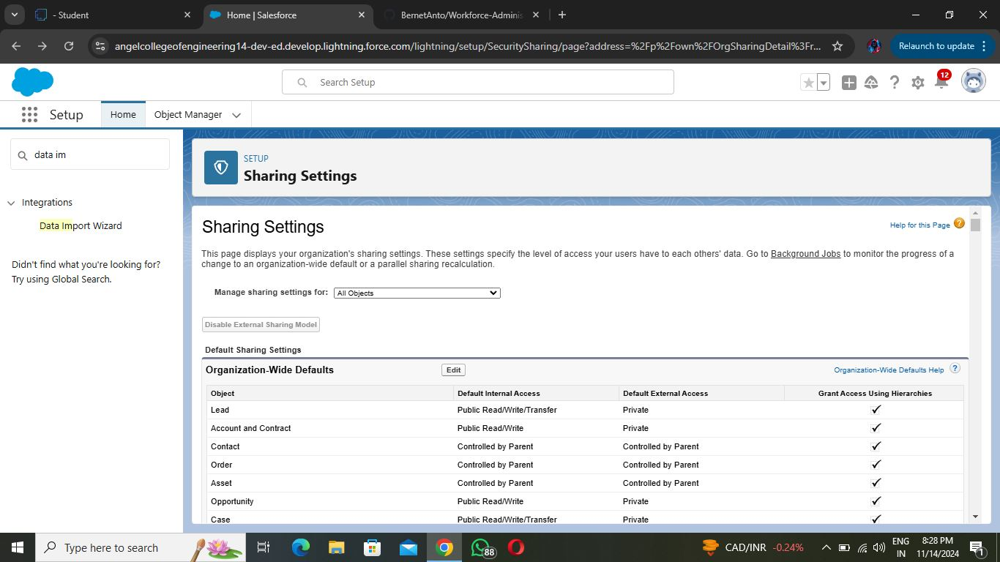 - Student
Home | Salesforce
BernetAnto/Workforce-Adminis
angelcollegeofengineering14-dev-ed.develop.lightning.force.com/lightning/setup/SecuritySharing/page?address=%2Fp%2Fown%2FOrgSharingDetail%3Fr...
Relaunch to update
Search Setup
12
Setup
Home
Object Manager
data im
Integrations
Data Import Wizard
Didn't find what you're looking for?
Try using Global Search.
SETUP
Sharing Settings
Sharing Settings
Help for this Page
This page displays your organization's sharing settings. These settings specify the level of access your users have to each others' data. Go to Background Jobs to monitor the progress of a
change to an organization-wide default or a parallel sharing recalculation.
Manage sharing settings for: All Objects
Disable External Sharing Model
Default Sharing Settings
Organization-Wide Defaults Edit Organization-Wide Defaults Help ?
Object Default Internal Access Default External Access Grant Access Using Hierarchies
Lead Public Read/Write/Transfer Private ✓
Account and Contract Public Read/Write Private ✓
Contact Controlled by Parent Controlled by Parent ✓
Order Controlled by Parent Controlled by Parent ✓
Asset Controlled by Parent Controlled by Parent ✓
Opportunity Public Read/Write Private ✓
Case Public Read/Write/Transfer Private ✓
Type here to search
88
CAD/INR -0.24%
ENG
IN
8:28 PM
11/14/2024
1